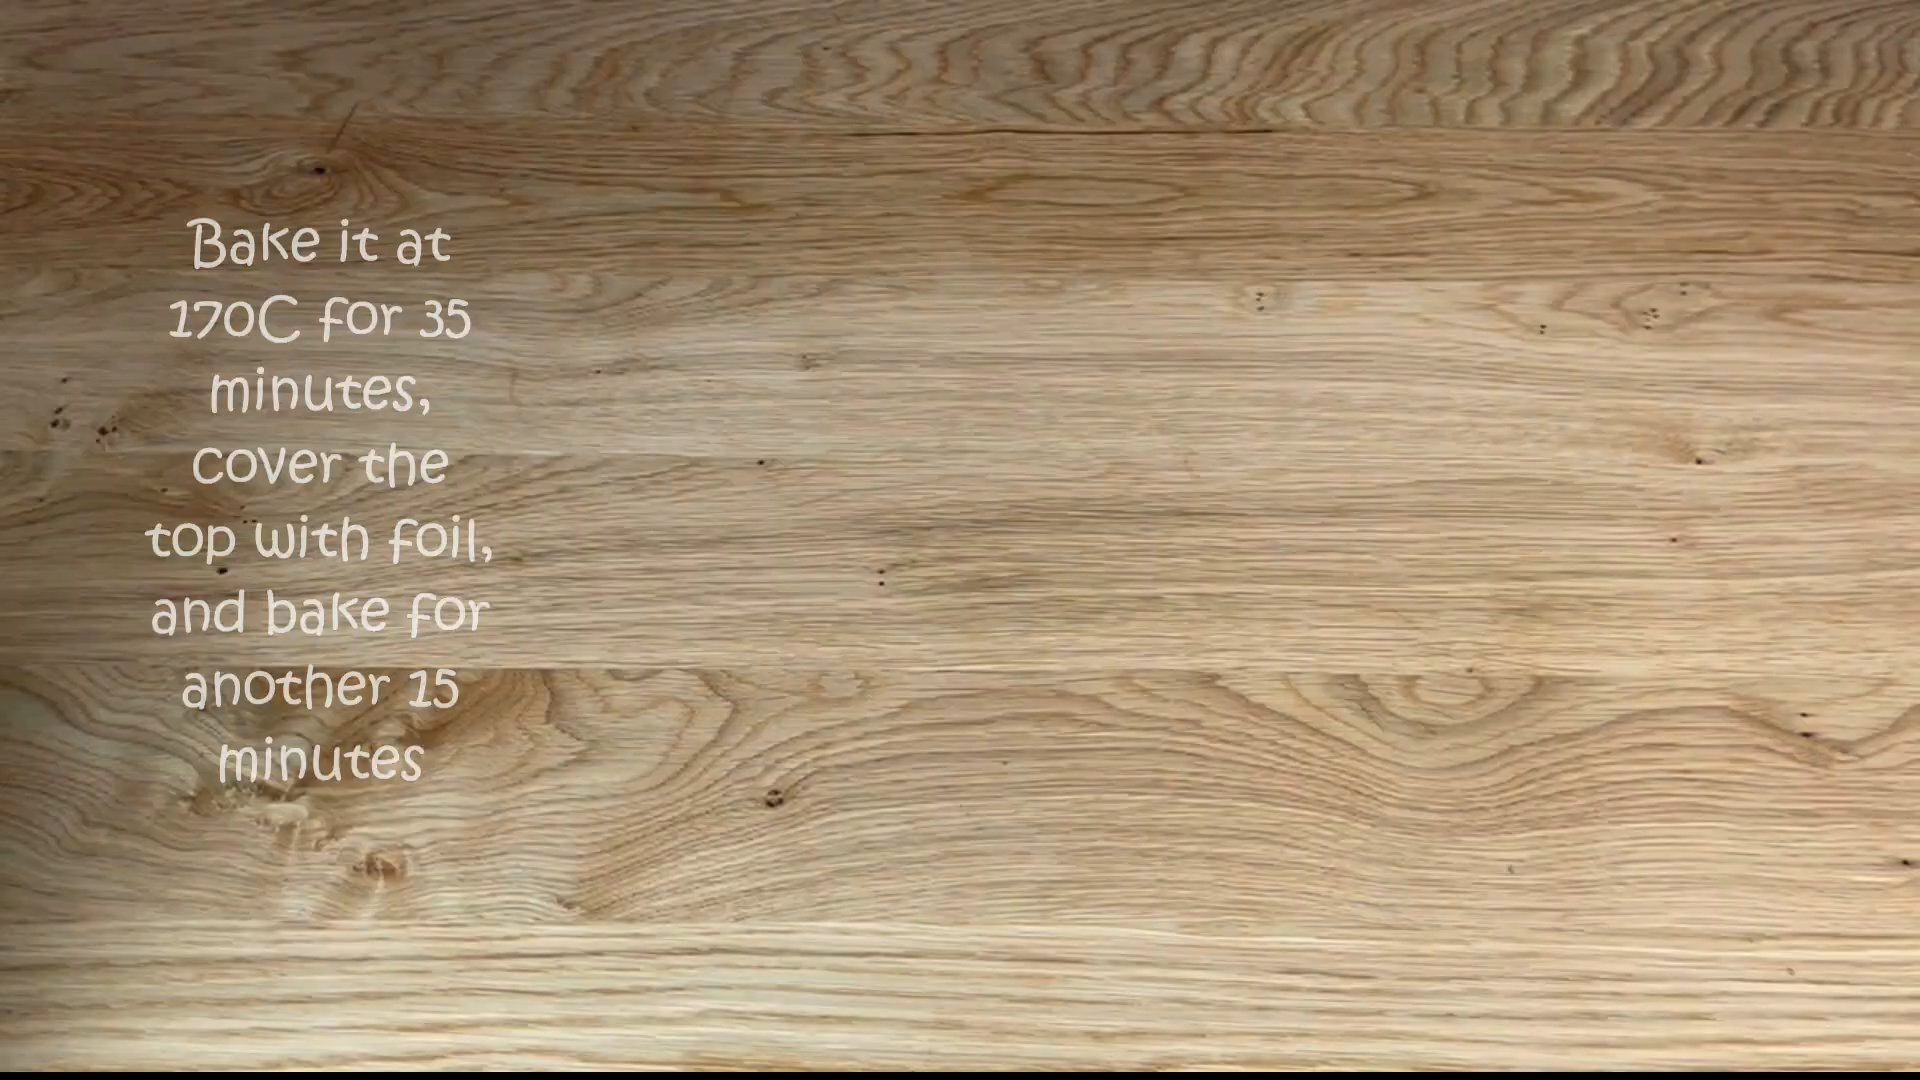 Bake it at
170C for 35
minutes,
cover the
top with foil,
and bake for
another 15
minutes